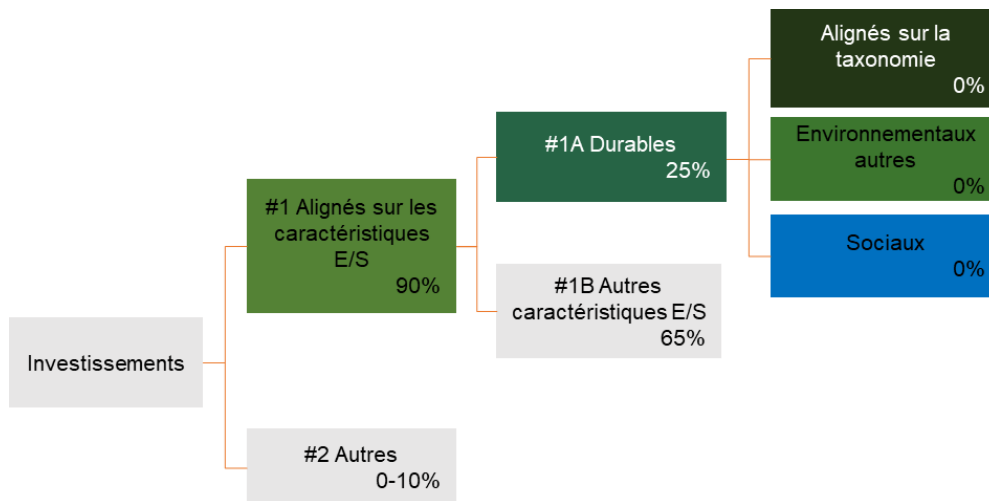 Investissements
#1 Alignés sur les
caractéristiques
E/S
90%
#2 Autres
0-10%
#1A Durables
25%
#1B Autres
caractéristiques E/S
65%
Alignés sur la
taxonomie
0%
Environnementaux
autres
0%
Sociaux
0%